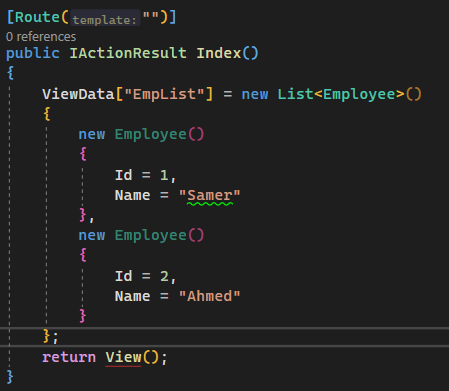 [Route(template:"")]
0 references
public IActionResult Index()
{
    ViewData["EmpList"] = new List<Employee>()
    {
        new Employee()
        {
            Id = 1,
            Name = "Samer"
        },
        new Employee()
        {
            Id = 2,
            Name = "Ahmed"
        }
    };
    return View();
}